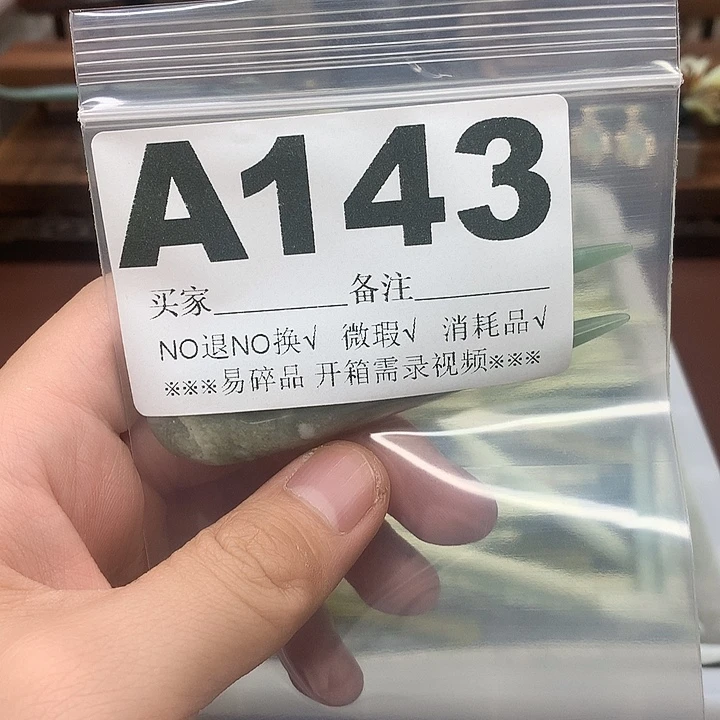 A143
买家________备注________
NO退NO换√ 微瑕√ 消耗品√
※※※易碎品 开箱需录视频※※※